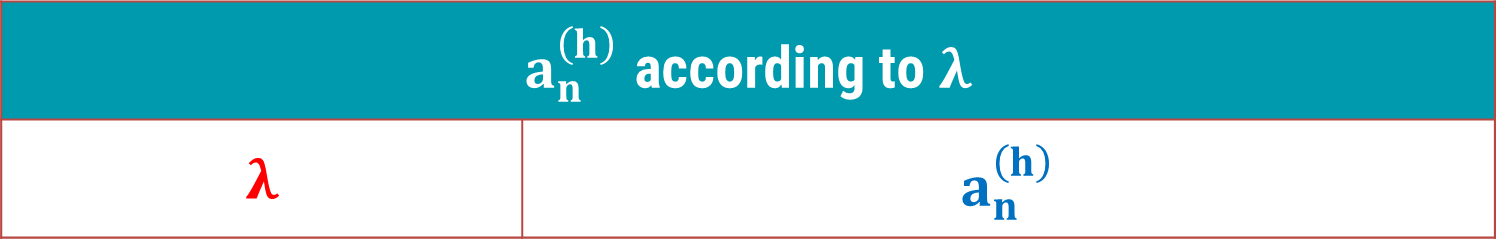 aₙ⁽ʰ⁾ according to λ
λ
aₙ⁽ʰ⁾